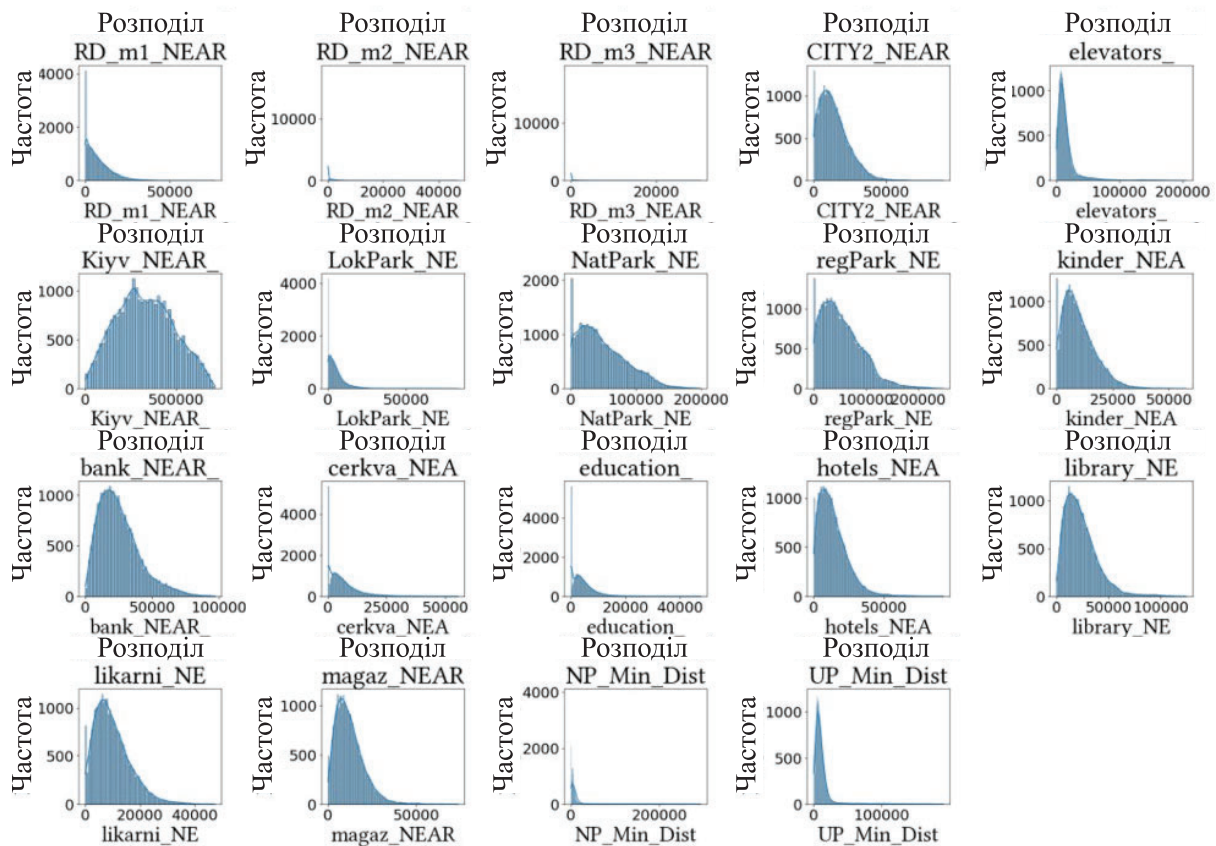 Розподіл
RD_m1_NEAR
Частота
4000
2000
0
0 50000
RD_m1_NEAR
Розподіл
RD_m2_NEAR
Частота
10000
0
0 20000 40000
RD_m2_NEAR
Розподіл
RD_m3_NEAR
Частота
10000
0
0 20000
RD_m3_NEAR
Розподіл
CITY2_NEAR
Частота
1000
500
0
0 50000
CITY2_NEAR
Розподіл
elevators_
Частота
1000
500
0
0 100000 200000
elevators_
Розподіл
Kiyv_NEAR_
Частота
1000
500
0
0 500000
Kiyv_NEAR_
Розподіл
LokPark_NE
Частота
4000
2000
0
0 50000
LokPark_NE
Розподіл
NatPark_NE
Частота
2000
1000
0
0 100000 200000
NatPark_NE
Розподіл
regPark_NE
Частота
1000
500
0
0 100000 200000
regPark_NE
Розподіл
kinder_NEA
Частота
1000
500
0
0 25000 50000
kinder_NEA
Розподіл
bank_NEAR_
Частота
1000
500
0
0 50000 100000
bank_NEAR_
Розподіл
cerkva_NEA
Частота
4000
2000
0
0 25000 50000
cerkva_NEA
Розподіл
education_
Частота
4000
2000
0
0 20000 40000
education_
Розподіл
hotels_NEA
Частота
1000
500
0
0 50000
hotels_NEA
Розподіл
library_NE
Частота
1000
500
0
0 50000 100000
library_NE
Розподіл
likarni_NE
Частота
1000
500
0
0 20000 40000
likarni_NE
Розподіл
magaz_NEAR
Частота
1000
500
0
0 50000
magaz_NEAR
Розподіл
NP_Min_Dist
Частота
4000
2000
0
0 200000
NP_Min_Dist
Розподіл
UP_Min_Dist
Частота
1000
500
0
0 100000
UP_Min_Dist